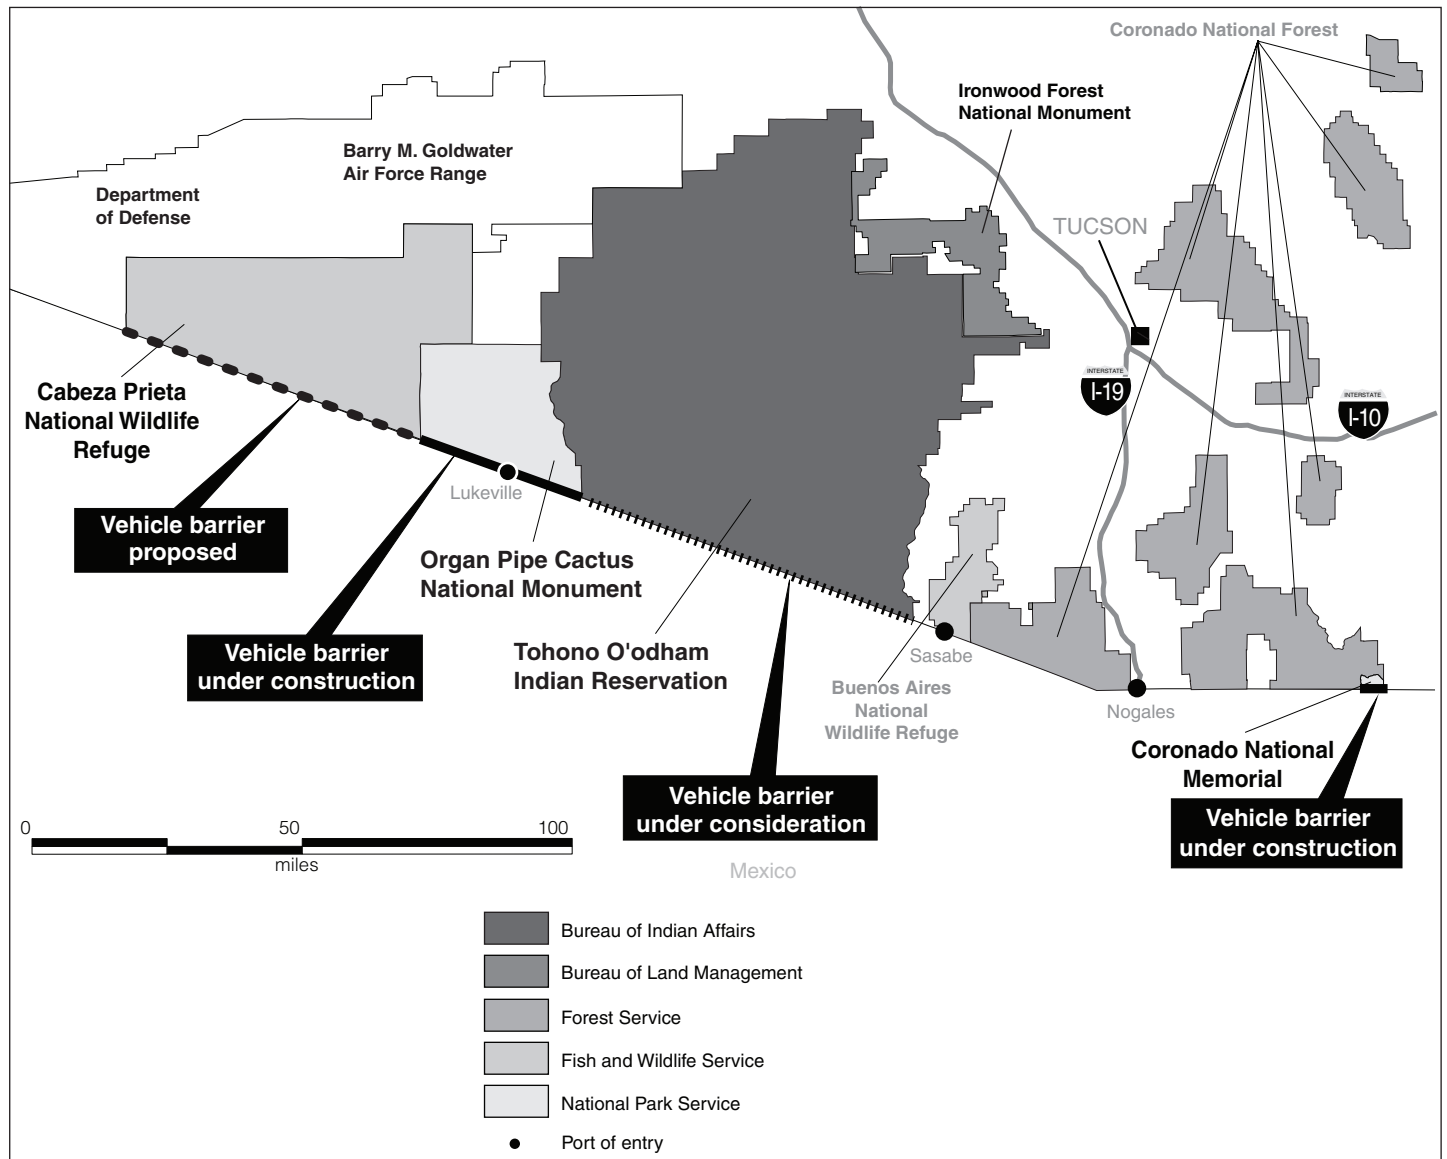 Coronado National Forest
Ironwood Forest
National Monument
Barry M. Goldwater
Air Force Range
Department
of Defense
TUCSON
INTERSTATE
I-19
INTERSTATE
I-10
Cabeza Prieta
National Wildlife
Refuge
Lukeville
Vehicle barrier
proposed
Organ Pipe Cactus
National Monument
Vehicle barrier
under construction
Tohono O'odham
Indian Reservation
Sasabe
Buenos Aires
National
Wildlife Refuge
Nogales
Coronado National
Memorial
Vehicle barrier
under consideration
Vehicle barrier
under construction
0 50 100
miles
Mexico
Bureau of Indian Affairs
Bureau of Land Management
Forest Service
Fish and Wildlife Service
National Park Service
Port of entry